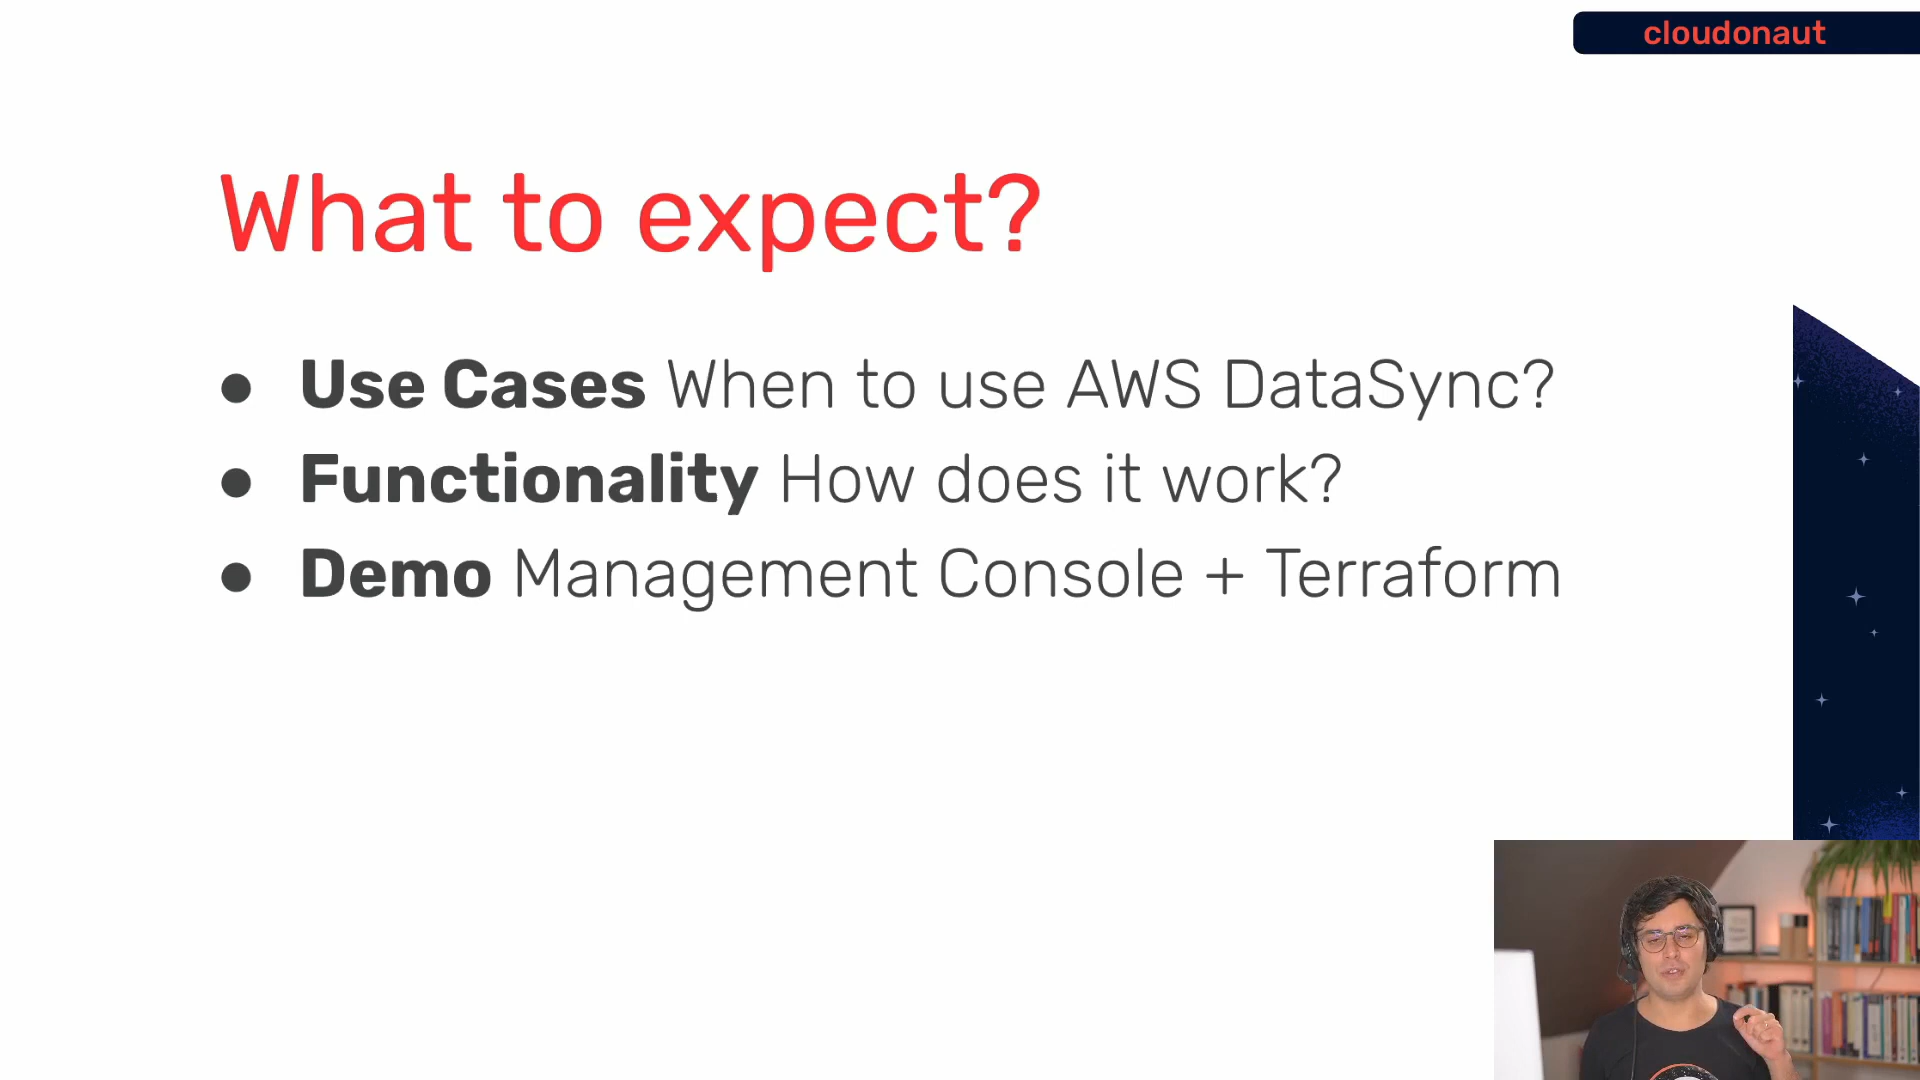 cloudonaut
What to expect?
● Use Cases When to use AWS DataSync?
● Functionality How does it work?
● Demo Management Console + Terraform